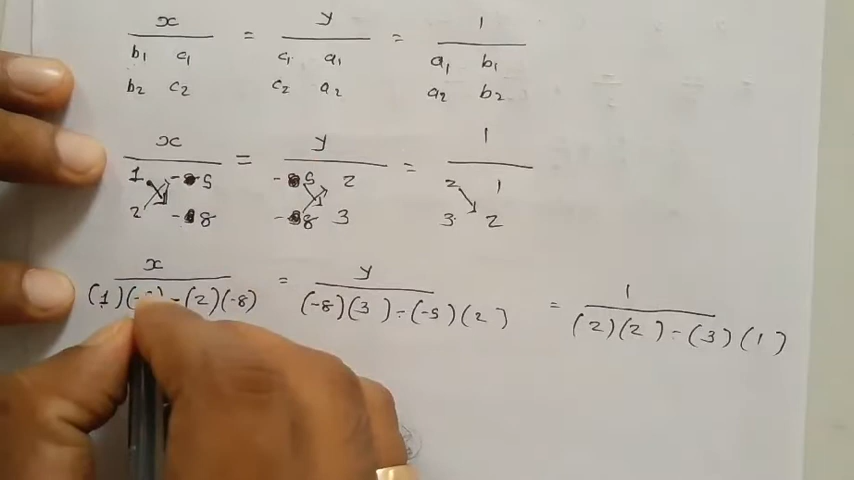 x = y = 1
b₁ c₁ c₁ a₁ a₁ b₁
b₂ c₂ c₂ a₂ a₂ b₂
x = y = 1
1 -5 -5 2 2 1
2 -8 -8 3 3 2
x = y = 1
(1)( - (2)(-8) (-8)(3) - (-5)(2) (2)(2) - (3)(1)